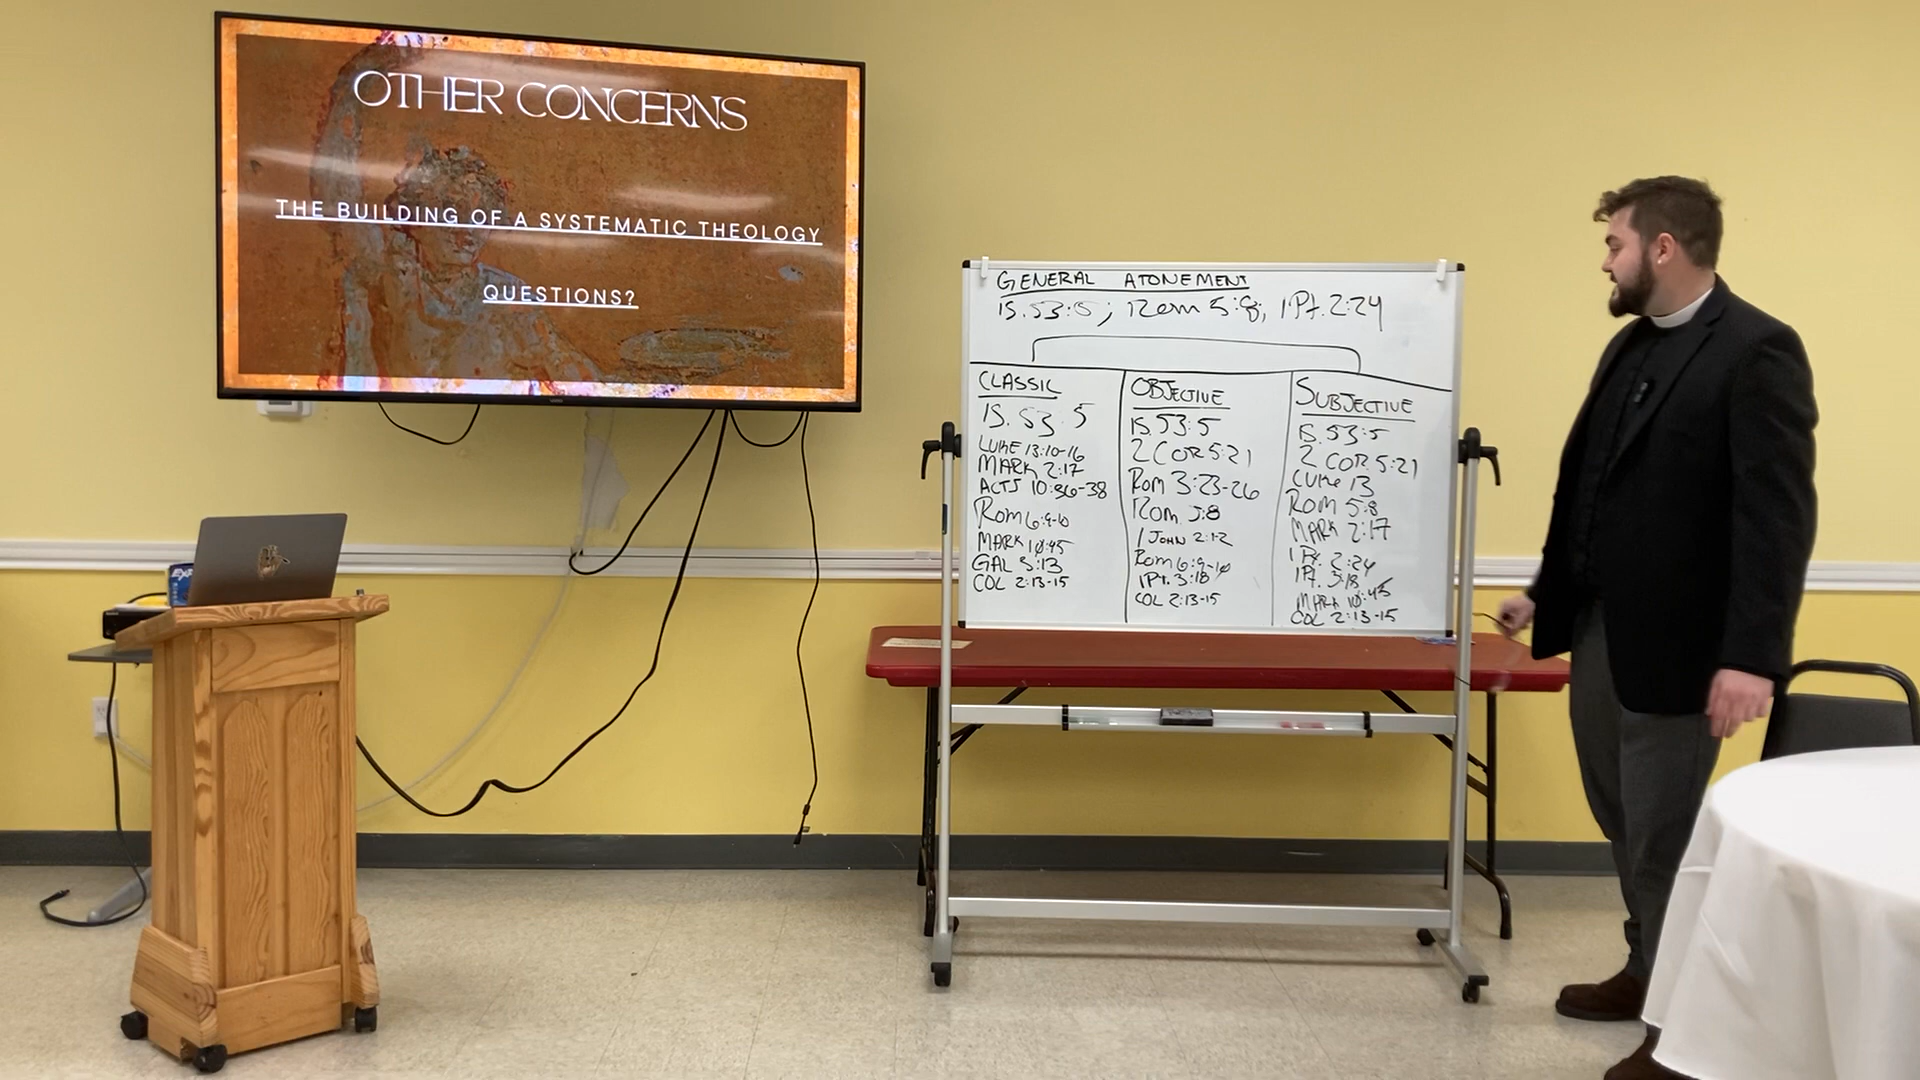 OTHER CONCERNS
THE BUILDING OF A SYSTEMATIC THEOLOGY
QUESTIONS?
GENERAL ATONEMENT
IS. 53:5; Rom 5:8; 1Pt. 2:24
CLASSIC
IS. 53:5
LUKE 13:10-16
MARK 2:17
ACTS 10:36-38
Rom 6:9-10
MARK 10:45
GAL 3:13
COL 2:13-15
OBJECTIVE
IS. 53:5
2 COR 5:21
Rom 3:23-26
Rom 5:8
1 JOHN 2:1-2
Rom 6:9-10
1Pt. 3:18
COL 2:13-15
SUBJECTIVE
IS. 53:5
2 COR. 5:21
LUKE 13
Rom 5:8
MARK 2:17
1Pt. 2:24
1Pt. 3:18
MARK 10:45
COL 2:13-15